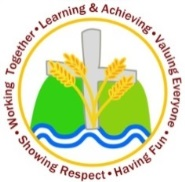 Working Together • Learning & Achieving • Valuing Everyone • Having Fun • Showing Respect •